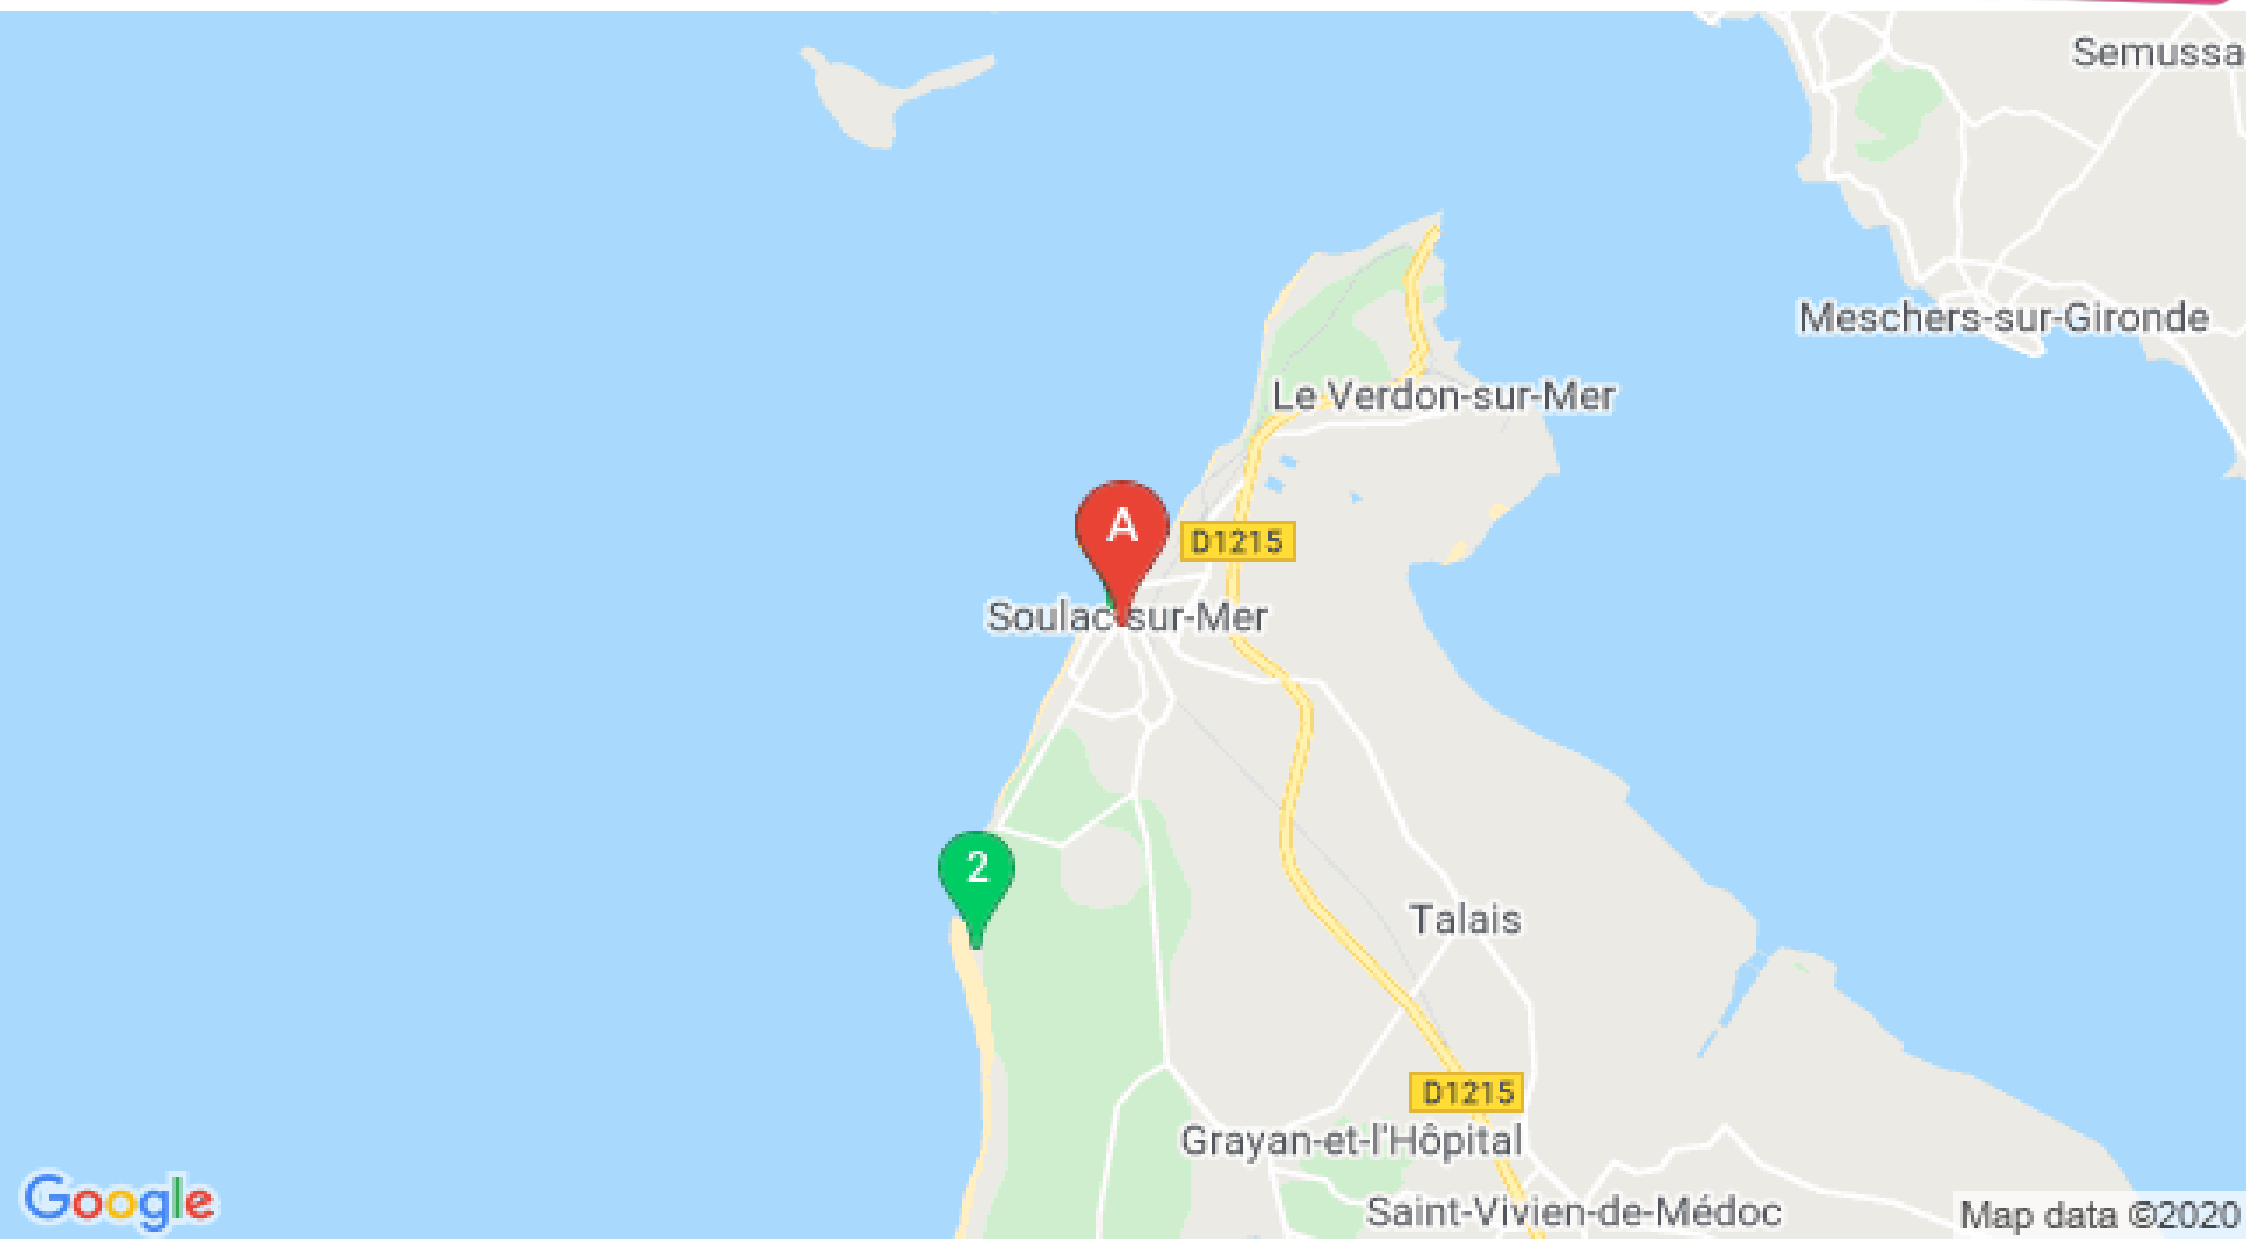 Semussa
Meschers-sur-Gironde
Le Verdon-sur-Mer
A
D1215
Soulac-sur-Mer
2
Talais
D1215
Grayan-et-l'Hôpital
Saint-Vivien-de-Médoc
Google
Map data ©2020